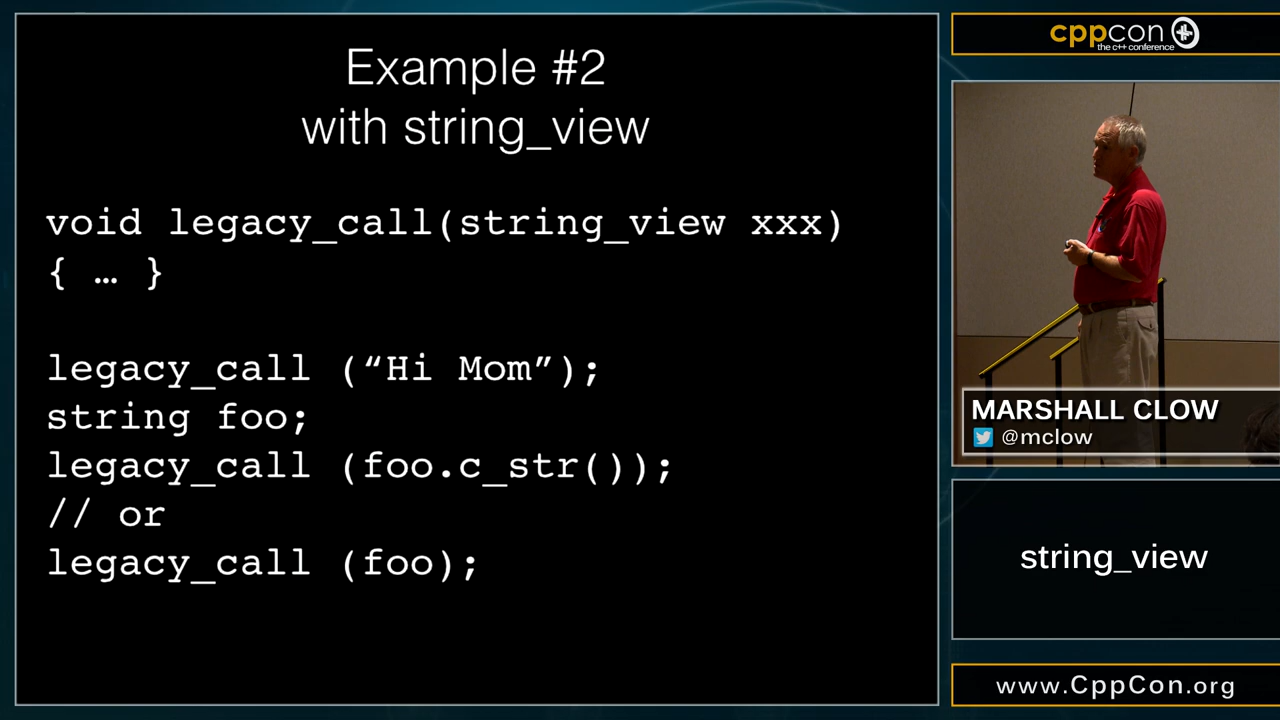 Example #2
with string_view
void legacy_call(string_view xxx)
{ … }
legacy_call (“Hi Mom”);
string foo;
legacy_call (foo.c_str());
// or
legacy_call (foo);
cppcon
the c++ conference
MARSHALL CLOW
@mclow
string_view
www.CppCon.org